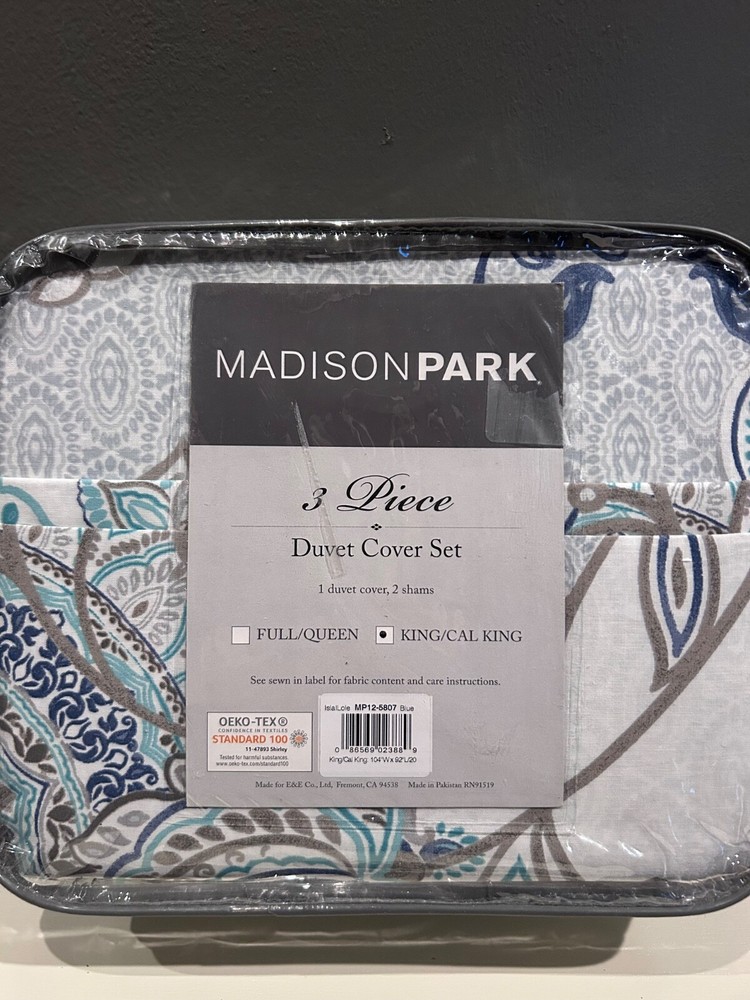 MADISONPARK
3 Piece
Duvet Cover Set
1 duvet cover, 2 shams
FULL/QUEEN KING/CAL KING
See sewn in label for fabric content and care instructions.
OEKO-TEX®
CONFIDENCE IN TEXTILES
STANDARD 100
11-47893 Shirley
Tested for harmful substances.
www.oeko-tex.com/standard100
Isla/Lole MP12-5807 Blue
0 86569 02388 9
King/Cal King: 104"W x 92"L/20
Made for E&E Co., Ltd, Fremont, CA 94538 Made in Pakistan RN91519